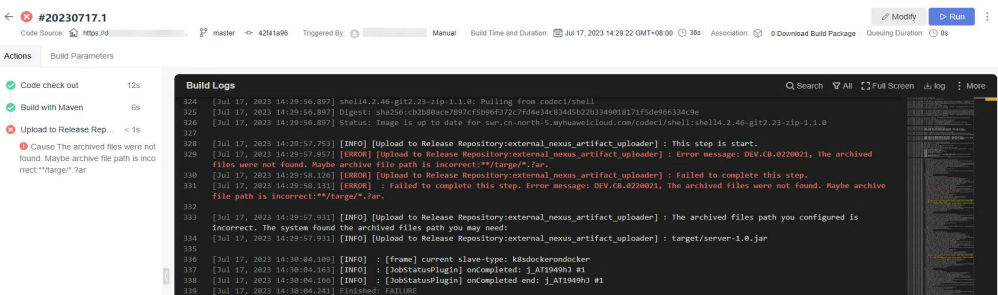 #20230717.1
Modify
Run
Code Source: https://d
master
42f41a96
Triggered By:
Manual
Build Time and Duration: Jul 17, 2023 14:29:22 GMT+08:00 36s
Association: 0 Download Build Package
Queuing Duration: 0s
Actions
Build Parameters
Code check out 12s
Build with Maven 6s
Upload to Release Rep... < 1s
Cause The archived files were not
found. Maybe archive file path is inco
rrect:**/targe/*.?ar
Build Logs
Search
All
Full Screen
log
More
324 [Jul 17, 2023 14:29:56.897] shell4.2.46-git2.23-zip-1.1.0: Pulling from codeci/shell
325 [Jul 17, 2023 14:29:56.897] Digest: sha256:cb2b80ace7897cf5b96f372c7fd4e34c834d5b22b3349018171f5de966334c9e
326 [Jul 17, 2023 14:29:56.897] Status: Image is up to date for swr.cn-north-5.myhuaweicloud.com/codeci/shell:shell4.2.46-git2.23-zip-1.1.0
327
328 [Jul 17, 2023 14:29:57.753] [INFO] [Upload to Release Repository:external_nexus_artifact_uploader] : This step is start.
329 [Jul 17, 2023 14:29:57.957] [ERROR] [Upload to Release Repository:external_nexus_artifact_uploader] : Error message: DEV.CB.0220021, The archived
files were not found. Maybe archive file path is incorrect:**/targe/*.?ar.
330 [Jul 17, 2023 14:29:58.126] [ERROR] [Upload to Release Repository:external_nexus_artifact_uploader] : Failed to complete this step.
331 [Jul 17, 2023 14:29:58.131] [ERROR] : Failed to complete this step. Error message: DEV.CB.0220021, The archived files were not found. Maybe archive
file path is incorrect:**/targe/*.?ar.
332
333 [Jul 17, 2023 14:29:57.931] [INFO] [Upload to Release Repository:external_nexus_artifact_uploader] : The archived files path you configured is
incorrect. The system found the archived files path you may need:
334 [Jul 17, 2023 14:29:57.931] [INFO] [Upload to Release Repository:external_nexus_artifact_uploader] : target/server-1.0.jar
335
336 [Jul 17, 2023 14:30:04.109] [INFO] : [frame] current slave-type: k8sdockerondocker
337 [Jul 17, 2023 14:30:04.163] [INFO] : [JobStatusPlugin] onCompleted: j_AT1949hJ #1
338 [Jul 17, 2023 14:30:04.166] [INFO] : [JobStatusPlugin] onCompleted end: j_AT1949hJ #1
339 [Jul 17, 2023 14:30:04.241] Finished: FAILURE